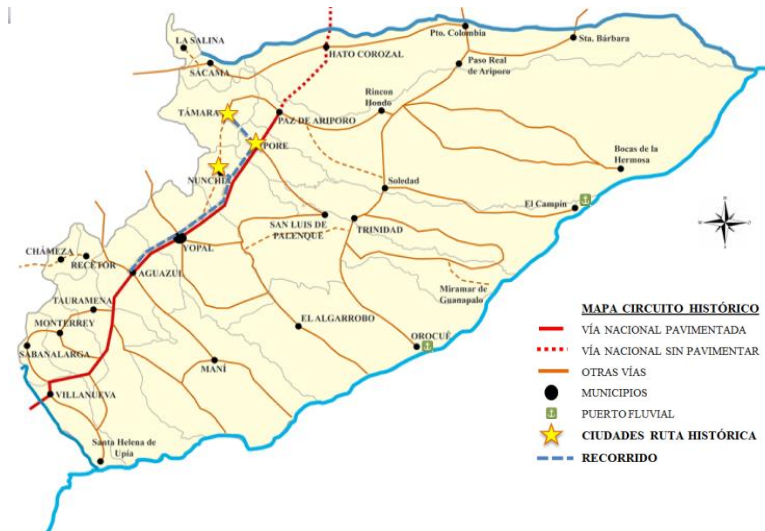 LA SALINA
SÁCAMA
HATO COROZAL
Pto. Colombia
Sta. Bárbara
Paso Real
de Ariporo
TÁMARA
PAZ DE ARIPORO
Rincon
Hondo
PORE
NUNCHÍA
Bocas de la
Hermosa
Soledad
El Campin
SAN LUIS DE
PALENQUE
TRINIDAD
YOPAL
CHÁMEZA
RECETOR
AGUAZUL
Miramar de
Guanapalo
TAURAMENA
MONTERREY
EL ALGARROBO
OROCUÉ
SABANALARGA
MANÍ
VILLANUEVA
Santa Helena de
Upía
MAPA CIRCUITO HISTÓRICO
VÍA NACIONAL PAVIMENTADA
VÍA NACIONAL SIN PAVIMENTAR
OTRAS VÍAS
MUNICIPIOS
PUERTO FLUVIAL
CIUDADES RUTA HISTÓRICA
RECORRIDO